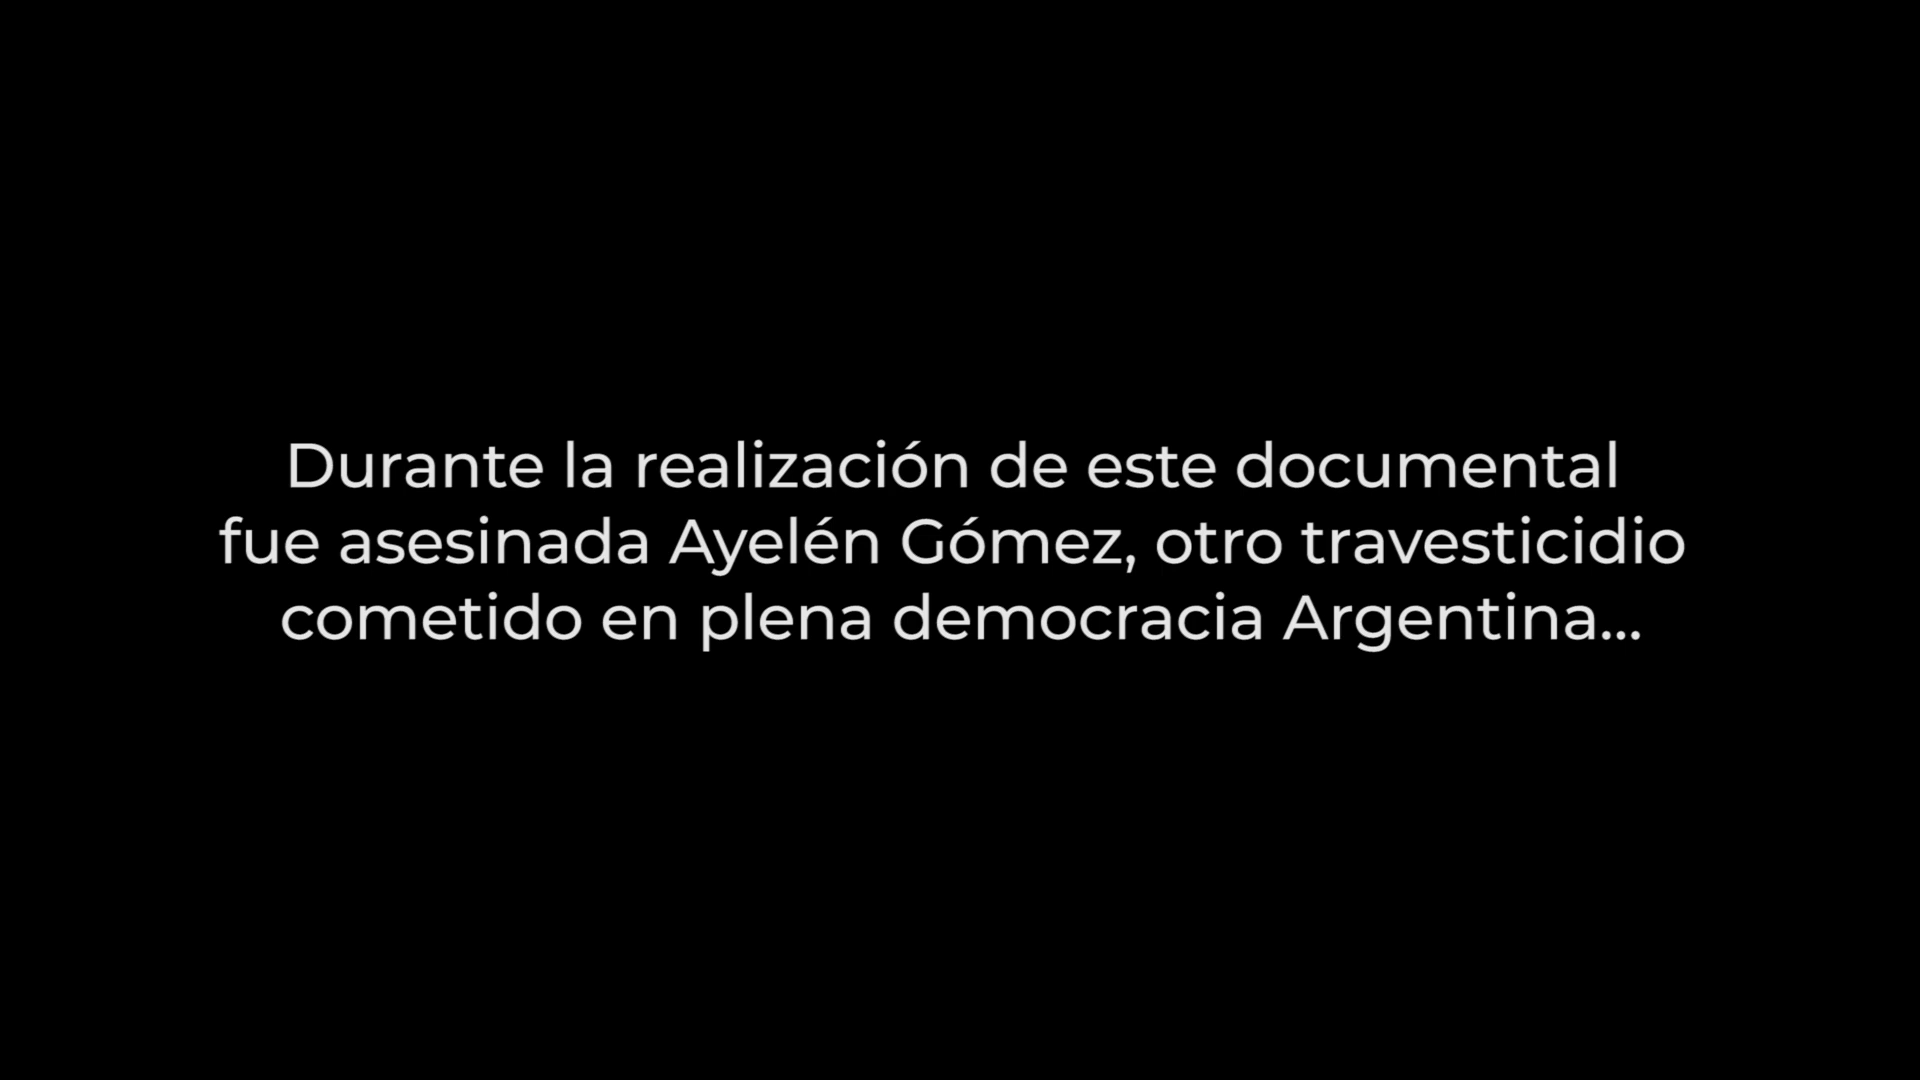 Durante la realización de este documental
fue asesinada Ayelén Gómez, otro travesticidio
cometido en plena democracia Argentina...